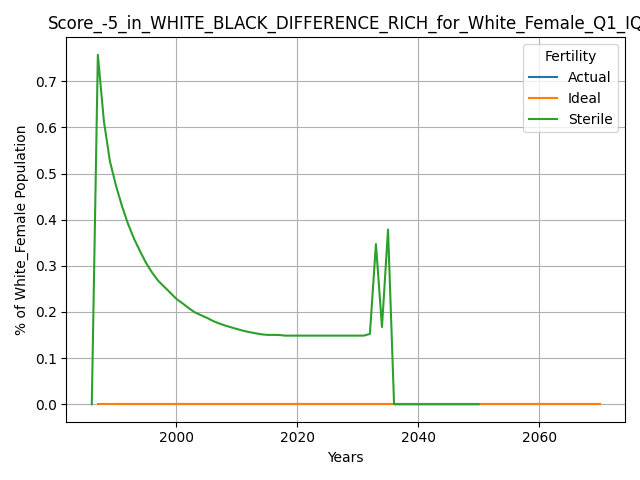 Score_-5_in_WHITE_BLACK_DIFFERENCE_RICH_for_White_Female_Q1_IQ
Fertility
Actual
Ideal
Sterile
% of White_Female Population
0.7
0.6
0.5
0.4
0.3
0.2
0.1
0.0
2000 2020 2040 2060
Years